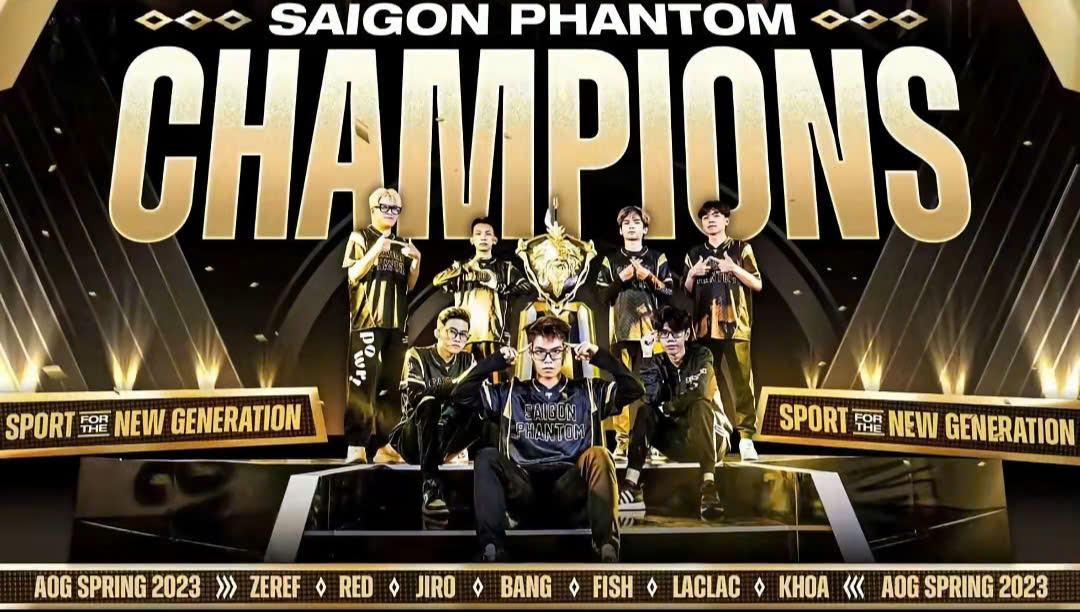 SAIGON PHANTOM
CHAMPIONS
powr
SAIGON
PHANTOM
SPORT FOR THE NEW GENERATION
SPORT FOR THE NEW GENERATION
AOG SPRING 2023 ZEREF RED JIRO BANG FISH LACLAC KHOA AOG SPRING 2023